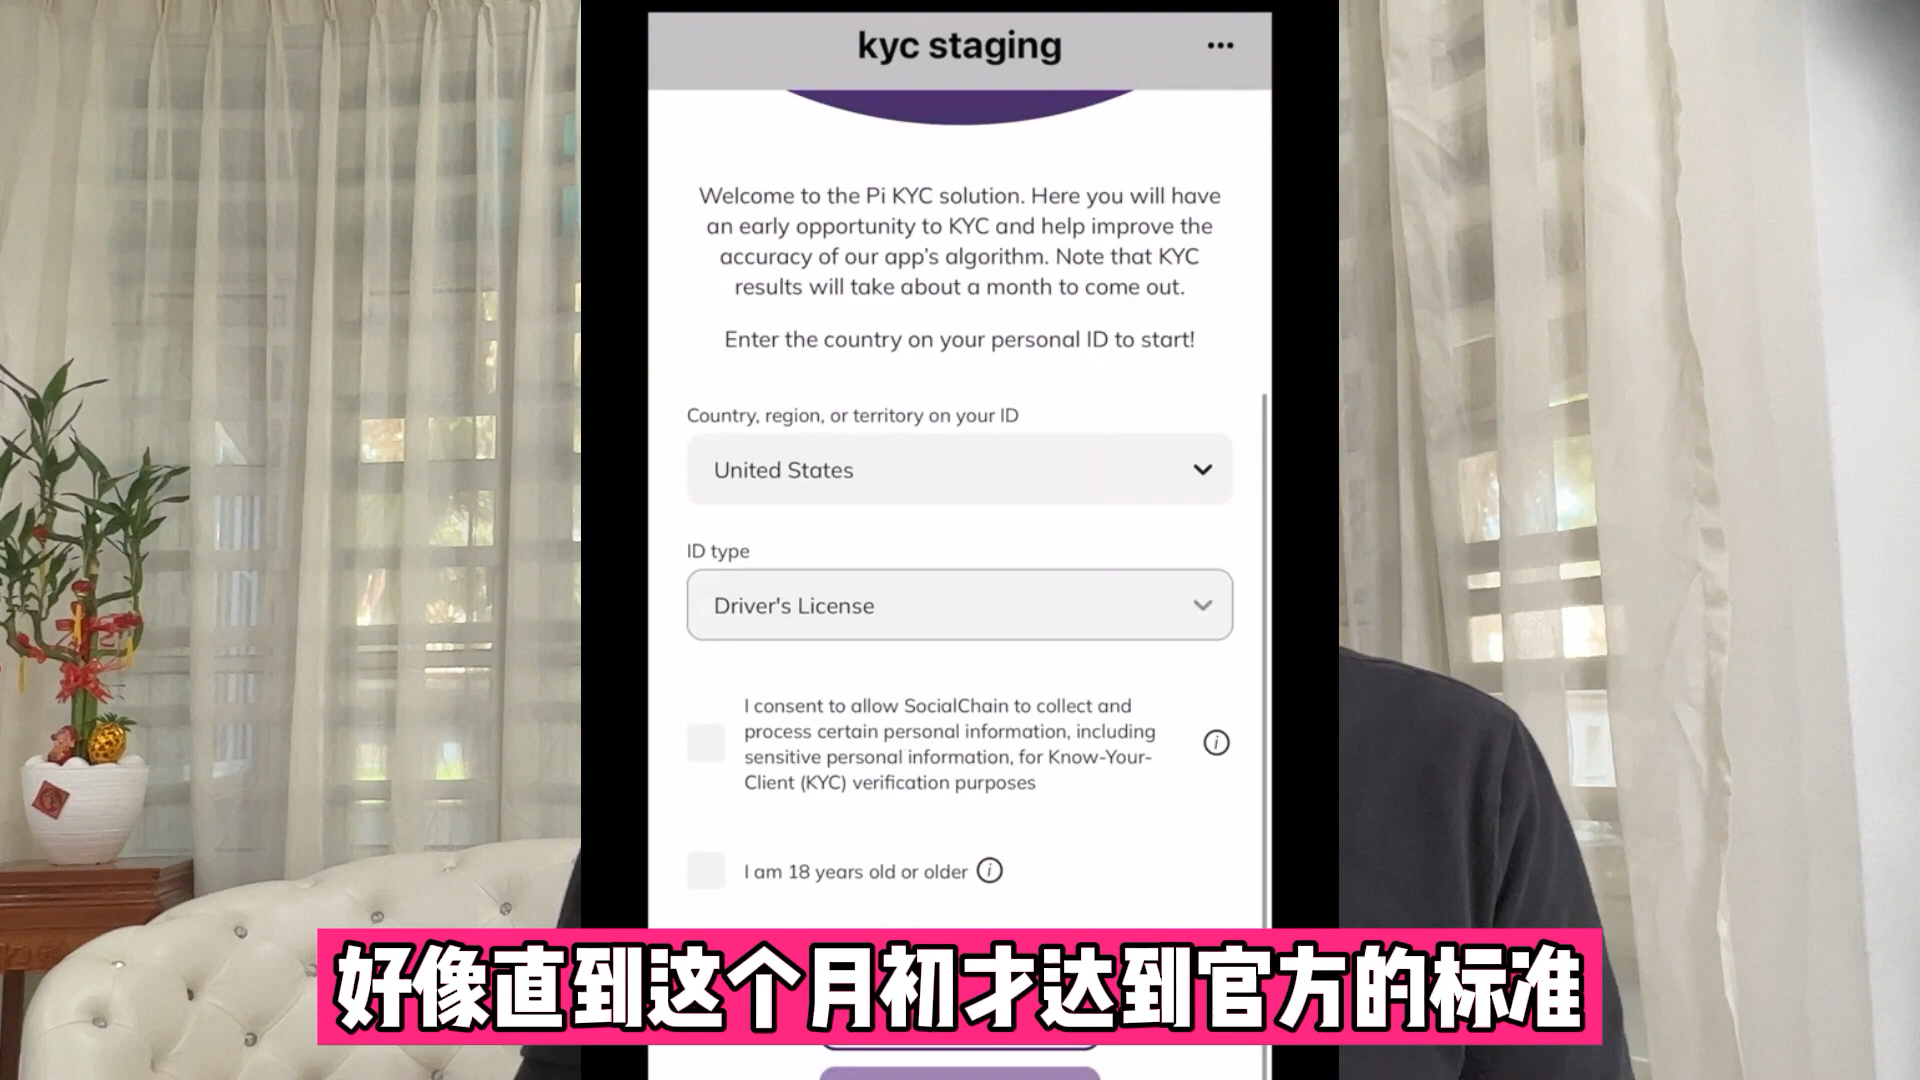 kyc staging
Welcome to the Pi KYC solution. Here you will have
an early opportunity to KYC and help improve the
accuracy of our app's algorithm. Note that KYC
results will take about a month to come out.
Enter the country on your personal ID to start!
Country, region, or territory on your ID
United States
ID type
Driver's License
I consent to allow SocialChain to collect and
process certain personal information, including
sensitive personal information, for Know-Your-
Client (KYC) verification purposes
I am 18 years old or older
好像直到这个月初才达到官方的标准